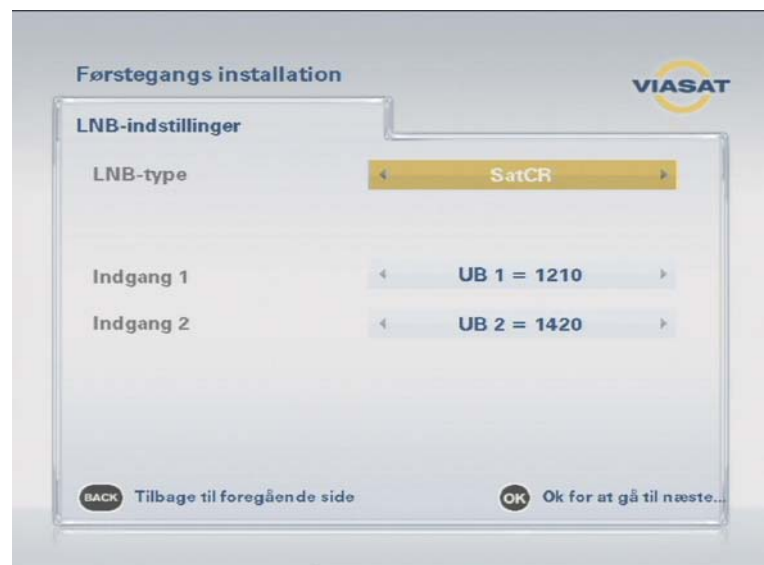 Førstegangs installation
VIASAT
LNB-indstillinger
LNB-type SatCR
Indgang 1 UB 1 = 1210
Indgang 2 UB 2 = 1420
BACK Tilbage til foregående side OK Ok for at gå til næste...